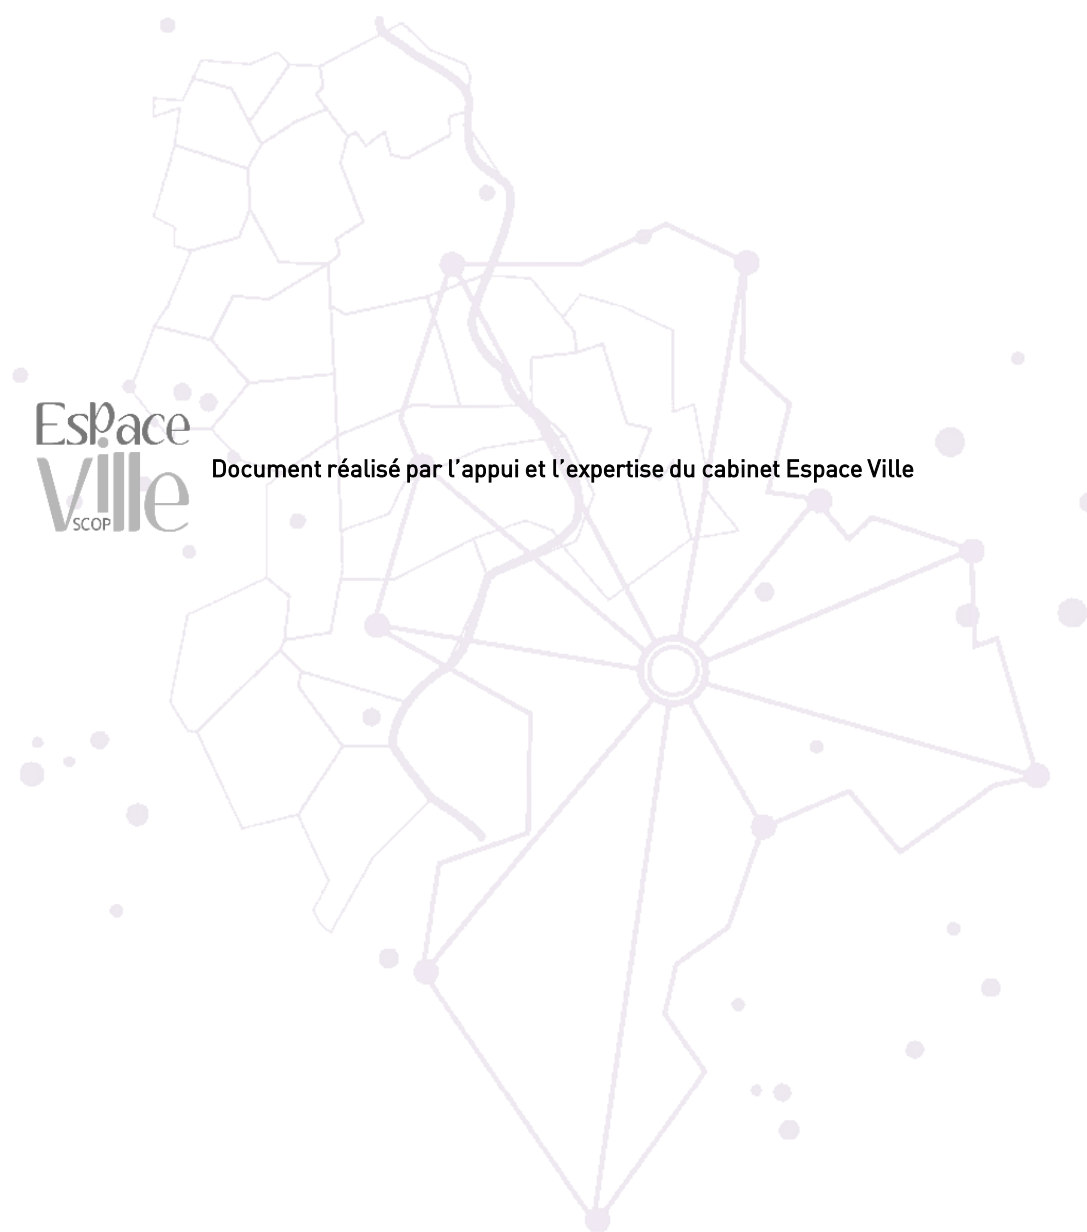 Espace
Ville
SCOP
Document réalisé par l'appui et l'expertise du cabinet Espace Ville